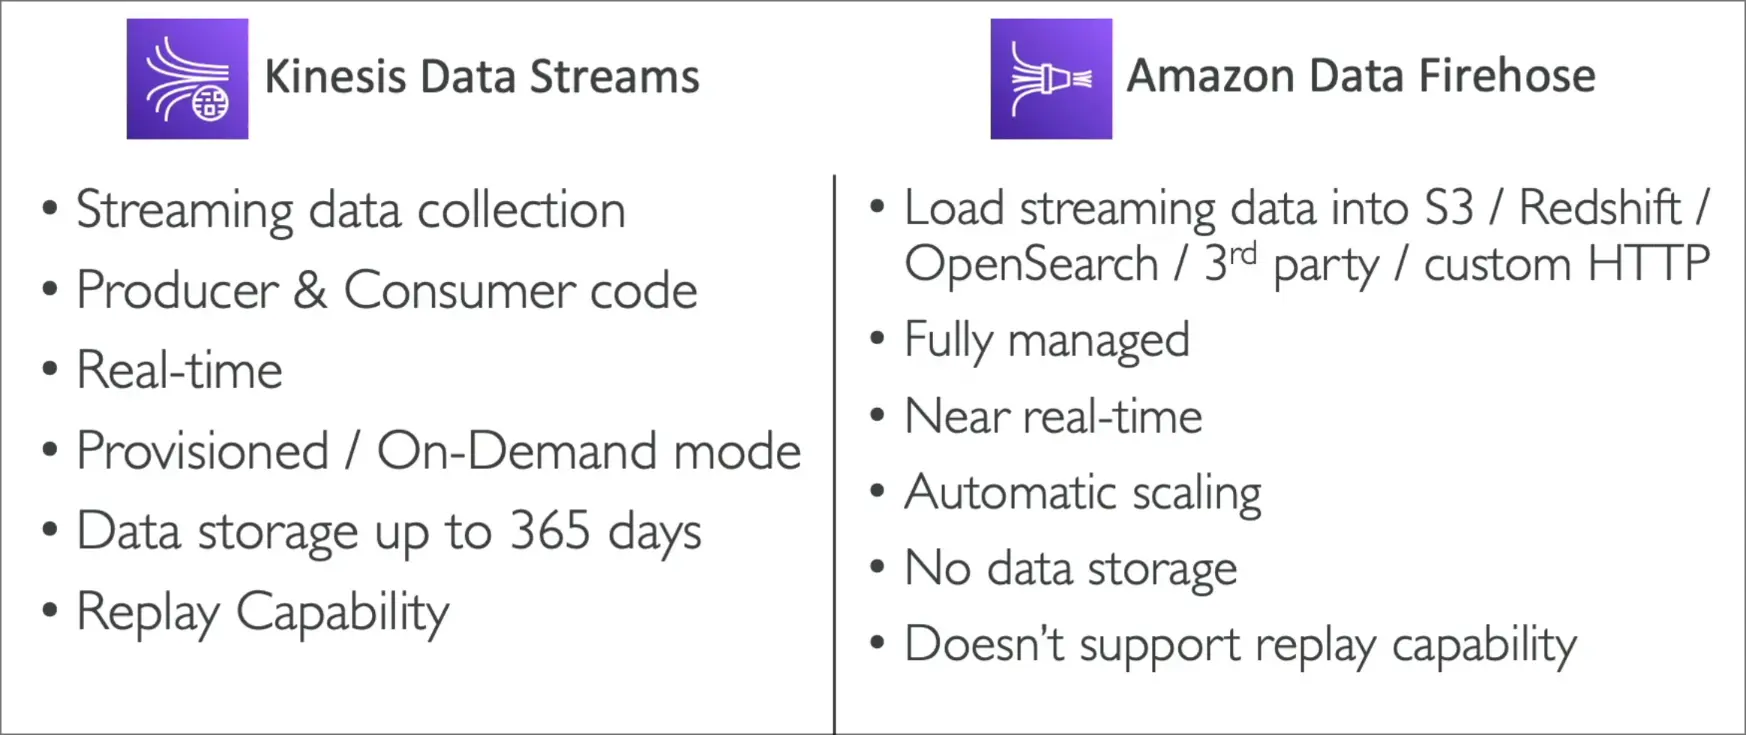 Kinesis Data Streams
• Streaming data collection
• Producer & Consumer code
• Real-time
• Provisioned / On-Demand mode
• Data storage up to 365 days
• Replay Capability
Amazon Data Firehose
• Load streaming data into S3 / Redshift /
OpenSearch / 3rd party / custom HTTP
• Fully managed
• Near real-time
• Automatic scaling
• No data storage
• Doesn’t support replay capability